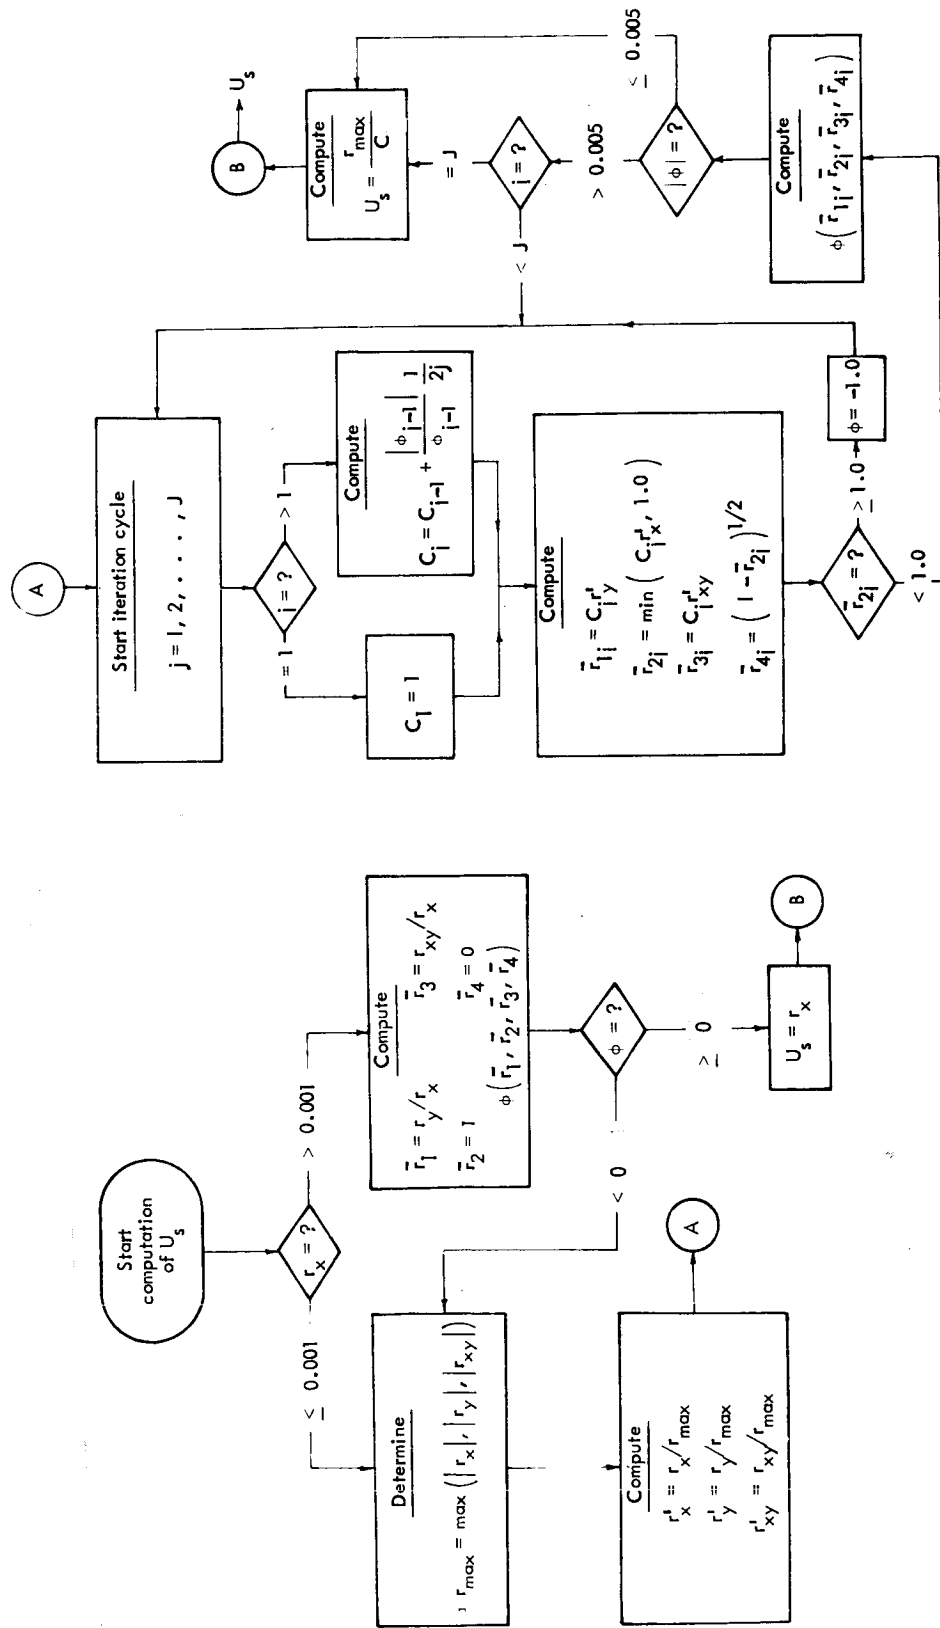 Start
computation
of U_s
r_x = ?
≤ 0.001
> 0.001
Determine
r_max = max (|r_x|, |r_y|, |r_xy|)
Compute
r'_x = r_x/r_max
r'_y = r_y/r_max
r'_xy = r_xy/r_max
A
Compute
r̄_1 = r_y/r_x r̄_3 = r_xy/r_x
r̄_2 = 1 r̄_4 = 0
ϕ(r̄_1, r̄_2, r̄_3, r̄_4)
ϕ = ?
< 0
≥ 0
U_s = r_x
B
A
Start iteration cycle
j = 1, 2, . . . , J
j = ?
= 1
> 1
C_1 = 1
Compute
C_j = C_j-1 + |ϕ_j-1| / ϕ_j-1 1/2j
Compute
r̄_1j = C_j r'_y
r̄_2j = min ( C_j r'_x, 1.0 )
r̄_3j = C_j r'_xy
r̄_4j = ( 1 - r̄_2j )^1/2
r̄_2j = ?
≥ 1.0
ϕ = -1.0
< 1.0
Compute
ϕ(r̄_1j, r̄_2j, r̄_3j, r̄_4j)
|ϕ| = ?
≤ 0.005
> 0.005
j = ?
< J
= J
Compute
U_s = r_max / C
B
U_s